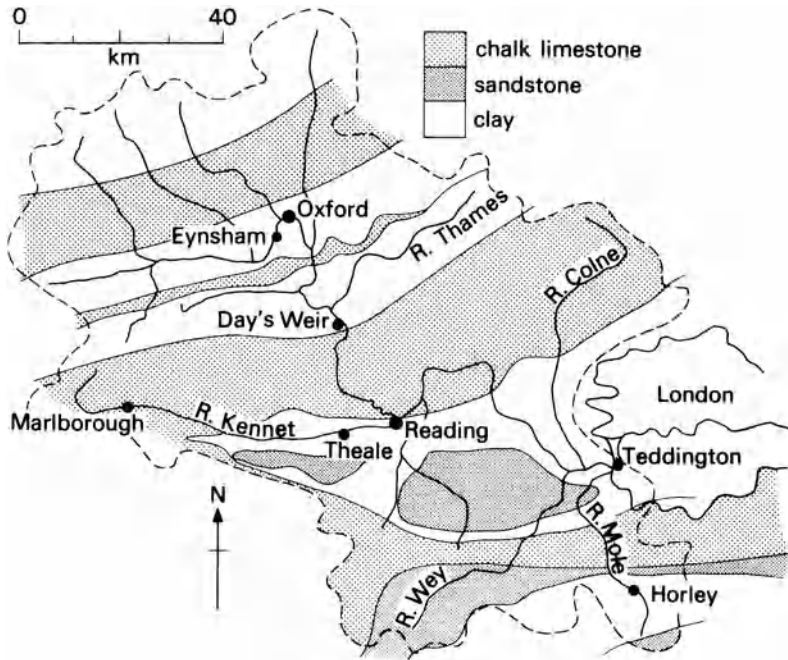 0 40
km
chalk limestone
sandstone
clay
Oxford
Eynsham
R. Thames
R. Colne
Day's Weir
London
Marlborough
R. Kennet
Reading
Theale
Teddington
N
R. Mole
R. Wey
Horley